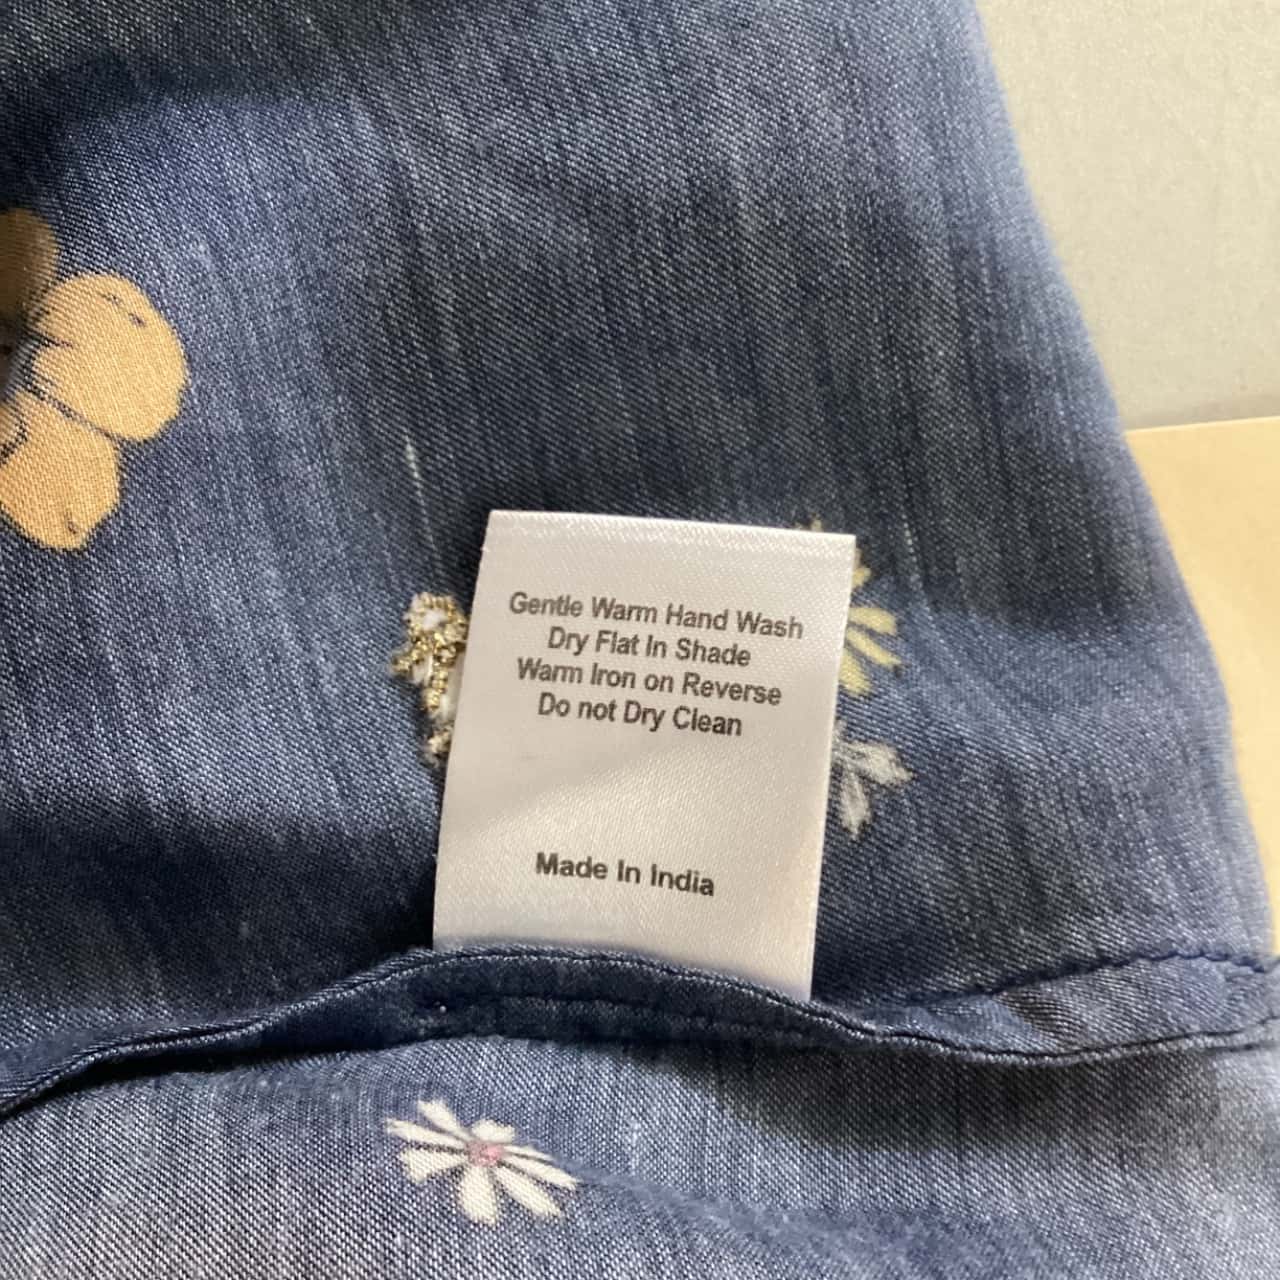 Gentle Warm Hand Wash
Dry Flat In Shade
Warm Iron on Reverse
Do not Dry Clean
Made In India